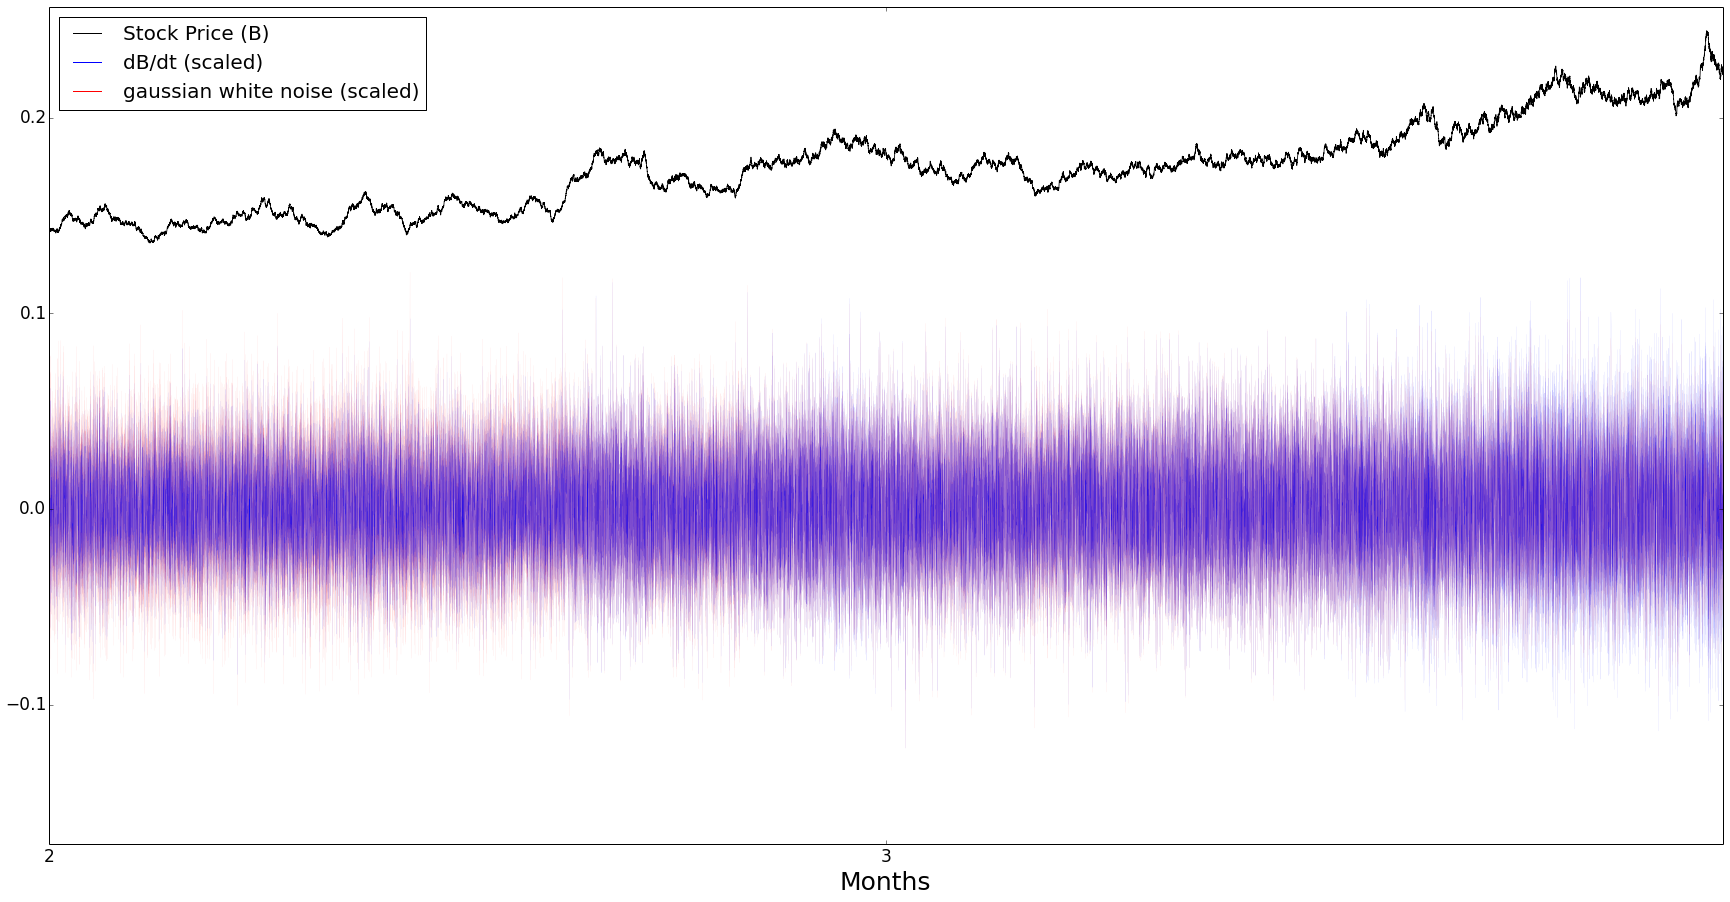 Stock Price (B)
dB/dt (scaled)
gaussian white noise (scaled)
0.2
0.1
0.0
−0.1
2
3
Months